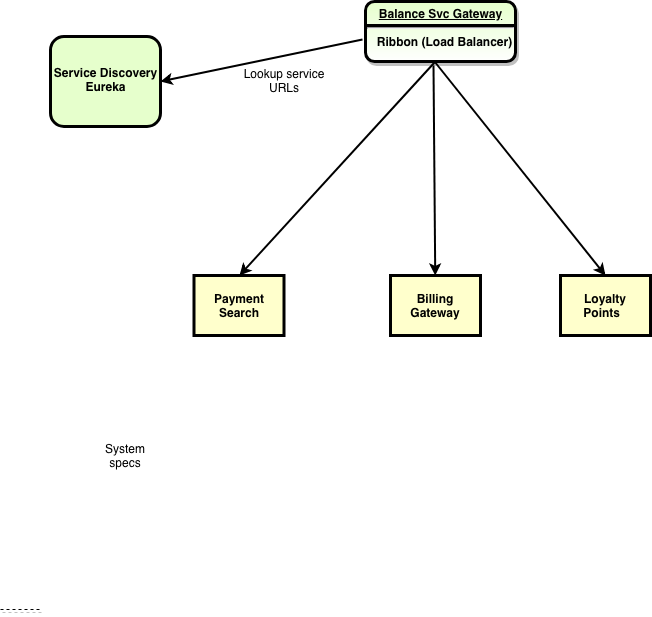 Balance Svc Gateway
Ribbon (Load Balancer)
Service Discovery
Eureka
Lookup service
URLs
Payment
Search
Billing
Gateway
Loyalty
Points
System
specs